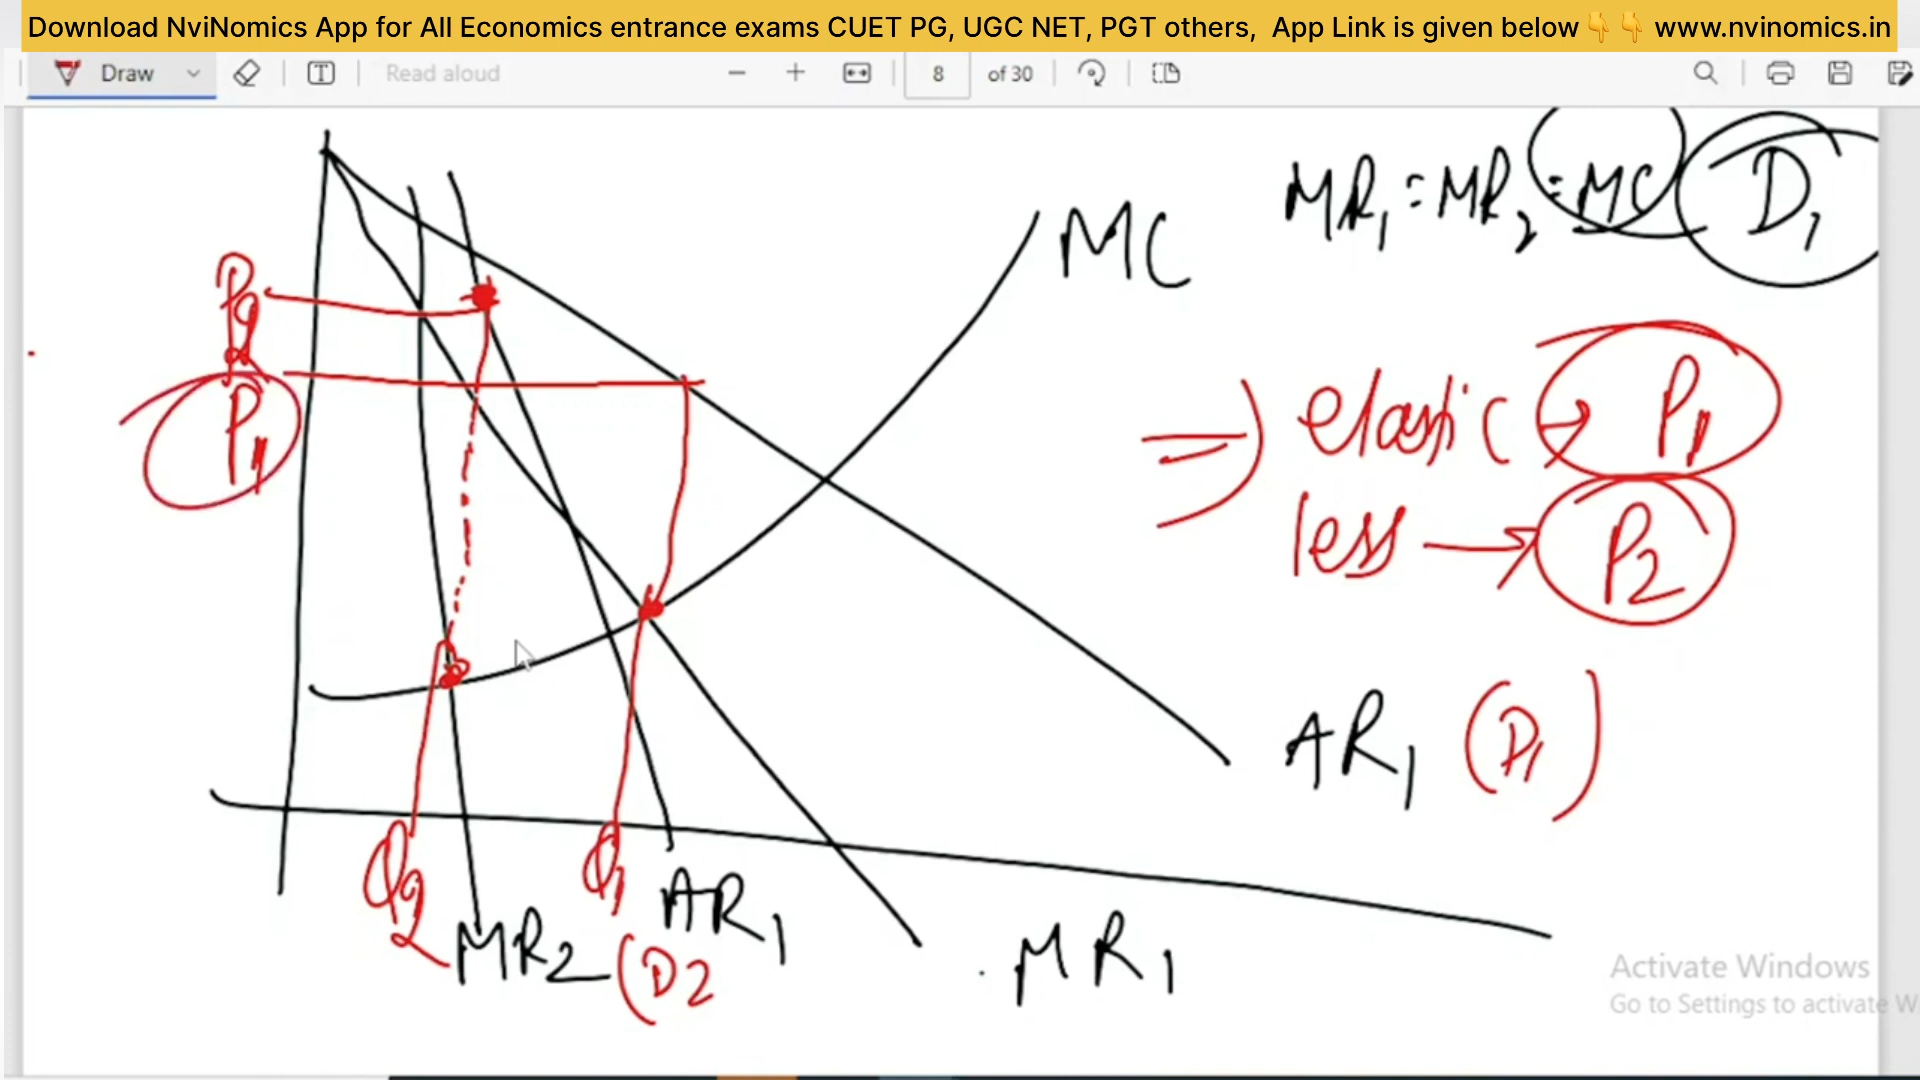 Download NviNomics App for All Economics entrance exams CUET PG, UGC NET, PGT others, App Link is given below👇👇 www.nvinomics.in
Draw
T
Read aloud
8
of 30
MR1 = MR2 = MC
D1
MC
P2
P1
elastic → P1
less → P2
AR1 (D1)
Q2
Q1
AR1
MR2
(D2
MR1
Activate Windows
Go to Settings to activate W